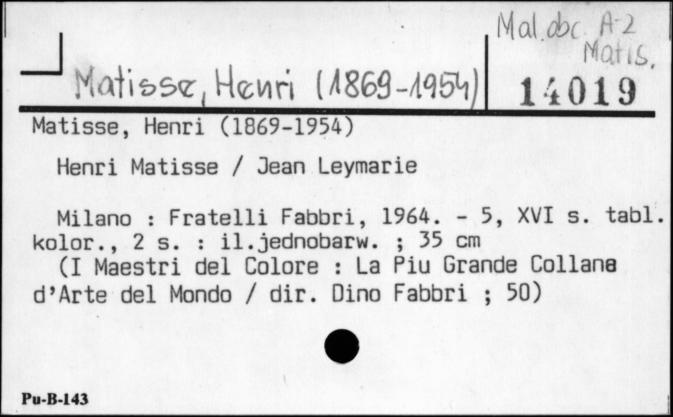 Mal.obc. A-2
Matis.
Matisse, Henri (1869-1954)
14019
Matisse, Henri (1869-1954)
Henri Matisse / Jean Leymarie
Milano : Fratelli Fabbri, 1964. - 5, XVI s. tabl.
kolor., 2 s. : il.jednobarw. ; 35 cm
(I Maestri del Colore : La Piu Grande Collana
d'Arte del Mondo / dir. Dino Fabbri ; 50)
Pu-B-143